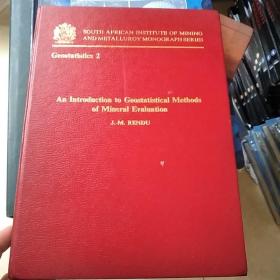 SOUTH AFRICAN INSTITUTE OF MINING
AND METALLURGY MONOGRAPH SERIES
Geostatistics 2
An Introduction to Geostatistical Methods
of Mineral Evaluation
J.-M. RENDU